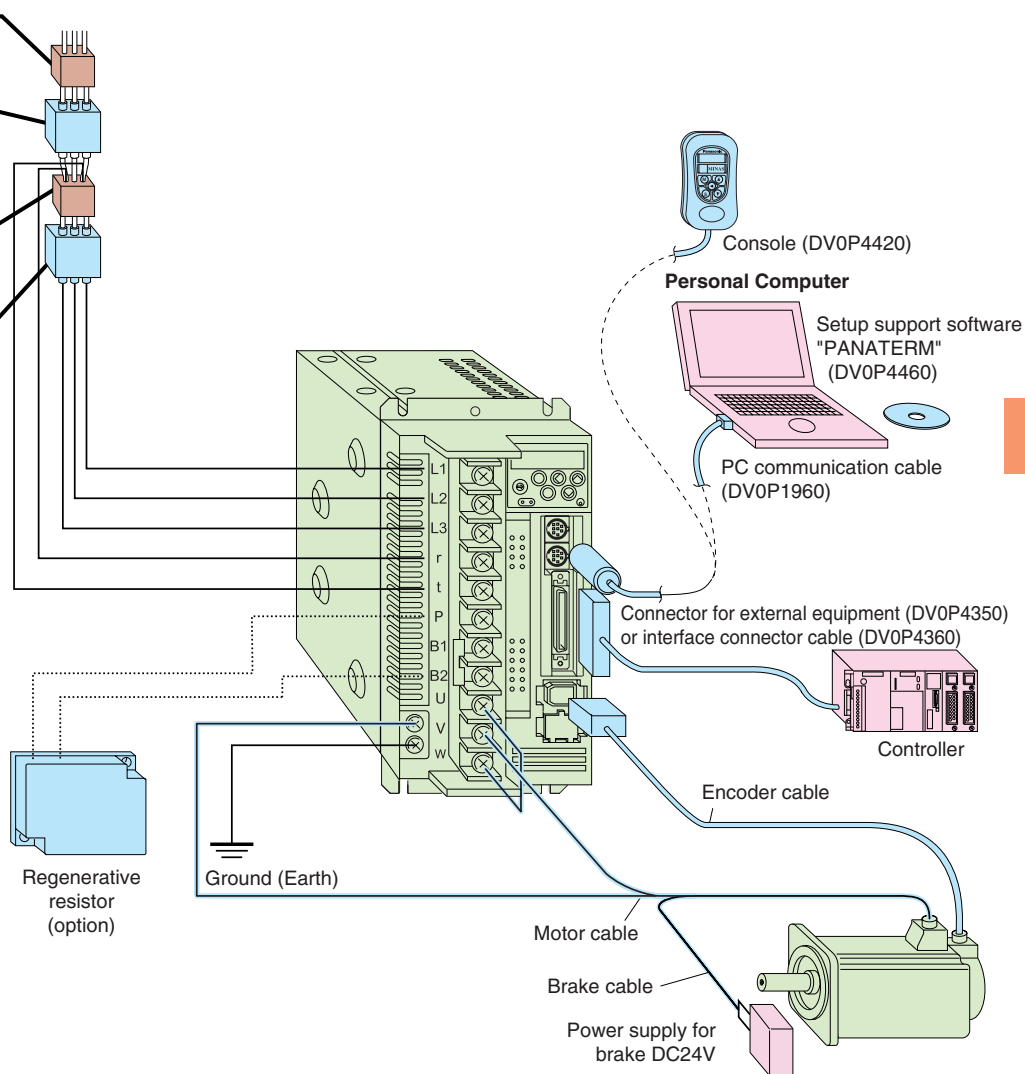 Panasonic
MINAS
Console (DV0P4420)
Personal Computer
Setup support software
"PANATERM"
(DV0P4460)
PC communication cable
(DV0P1960)
L1
L2
L3
r
t
P
B1
B2
U
V
W
Connector for external equipment (DV0P4350)
or interface connector cable (DV0P4360)
Controller
Encoder cable
Regenerative
resistor
(option)
Ground (Earth)
Motor cable
Brake cable
Power supply for
brake DC24V